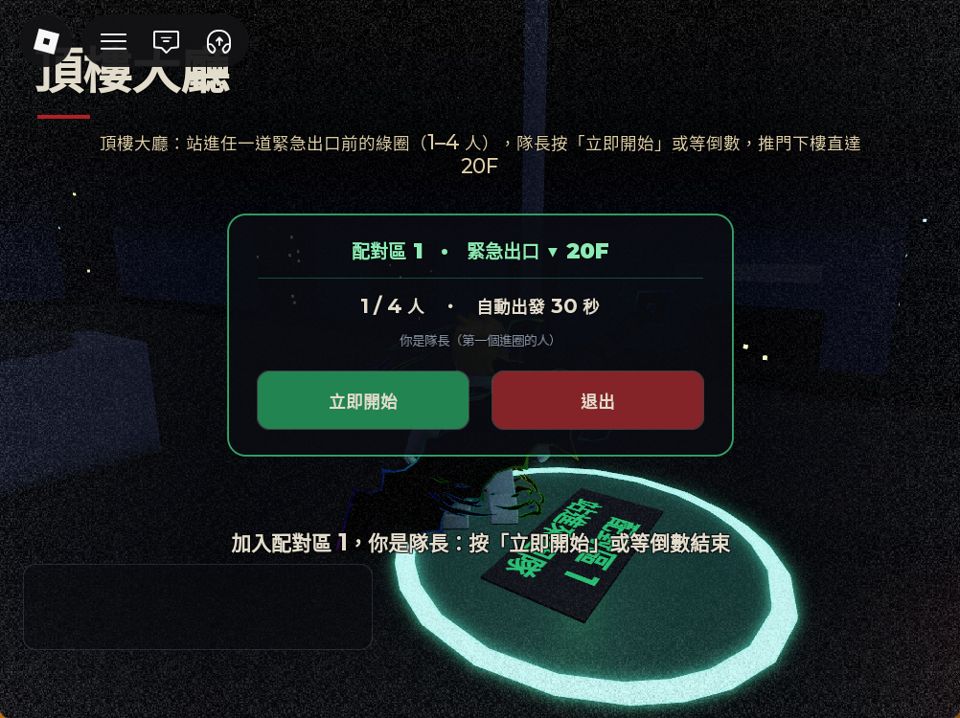 頂樓大廳
頂樓大廳：站進任一道緊急出口前的綠圈（1–4 人），隊長按「立即開始」或等倒數，推門下樓直達
20F
配對區 1 • 緊急出口 ▼ 20F
1 / 4 人 • 自動出發 30 秒
你是隊長（第一個進圈的人）
立即開始
退出
加入配對區 1，你是隊長：按「立即開始」或等倒數結束
配對區 1